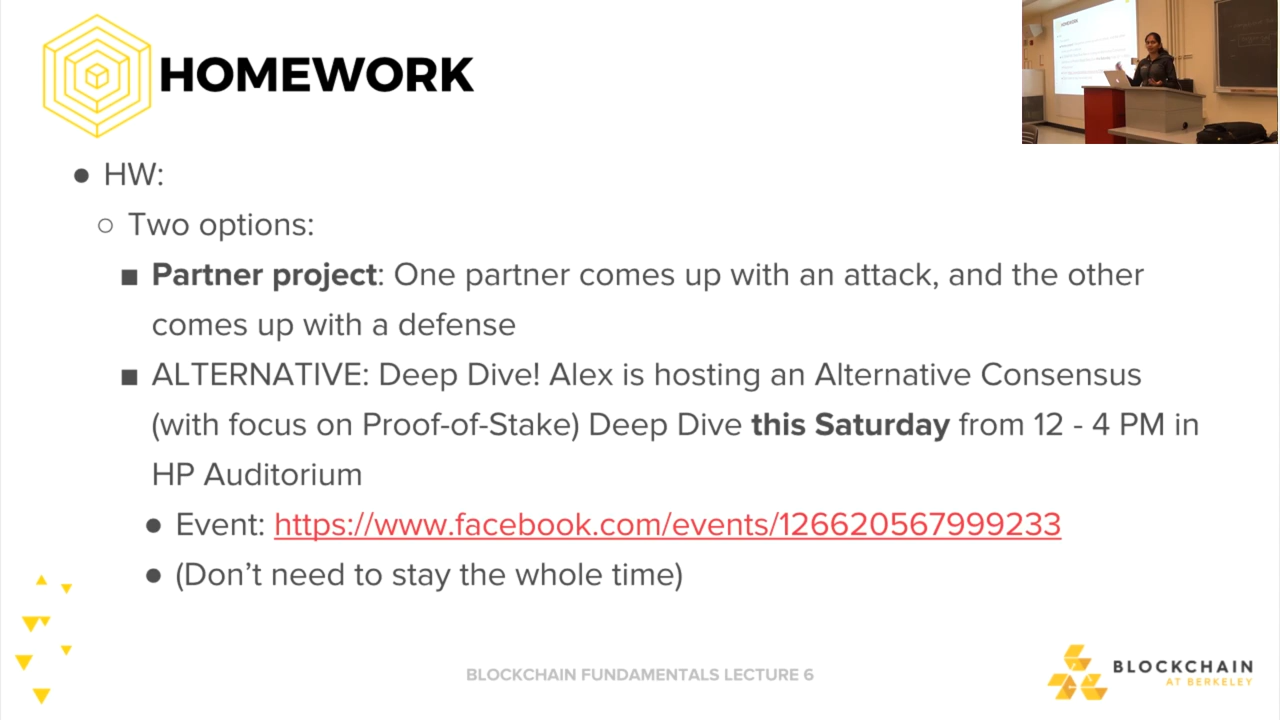 HOMEWORK
● HW:
○ Two options:
■ Partner project: One partner comes up with an attack, and the other
comes up with a defense
■ ALTERNATIVE: Deep Dive! Alex is hosting an Alternative Consensus
(with focus on Proof-of-Stake) Deep Dive this Saturday from 12 - 4 PM in
HP Auditorium
● Event: https://www.facebook.com/events/126620567999233
● (Don’t need to stay the whole time)
BLOCKCHAIN FUNDAMENTALS LECTURE 6
BLOCKCHAIN
AT BERKELEY